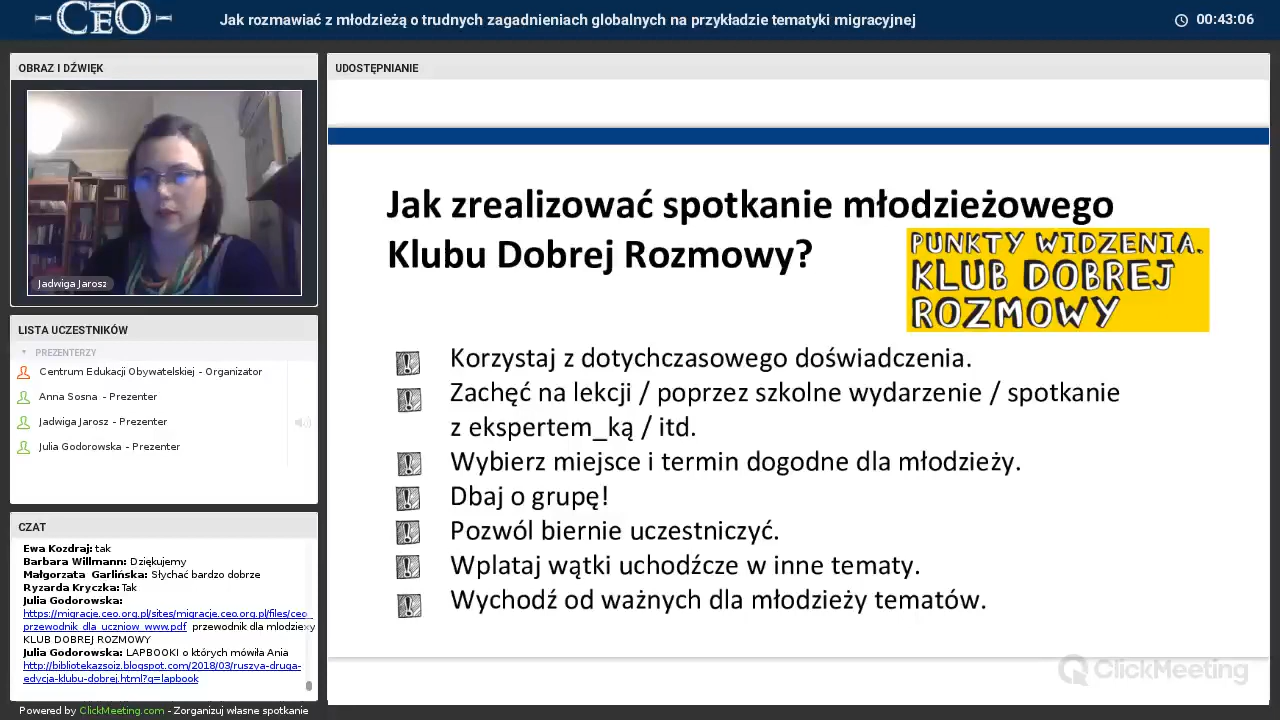 CEO
Jak rozmawiać z młodzieżą o trudnych zagadnieniach globalnych na przykładzie tematyki migracyjnej
00:43:06
OBRAZ I DŹWIĘK
Jadwiga Jarosz
LISTA UCZESTNIKÓW
PREZENTERZY
Centrum Edukacji Obywatelskiej - Organizator
Anna Sosna - Prezenter
Jadwiga Jarosz - Prezenter
Julia Godorowska - Prezenter
CZAT
Ewa Kozdraj: tak
Barbara Willmann: Dziękujemy
Małgorzata Garlińska: Słychać bardzo dobrze
Ryzarda Kryczka: Tak
Julia Godorowska:
https://migracje.ceo.org.pl/sites/migracje.ceo.org.pl/files/ceo_
przewodnik_dla_uczniow_www.pdf przewodnik dla mlodziezy
KLUB DOBREJ ROZMOWY
Julia Godorowska: LAPBOOKI o których mówiła Ania
http://bibliotekazsoiz.blogspot.com/2018/03/ruszya-druga-
edycja-klubu-dobrej.html?q=lapbook
Powered by ClickMeeting.com - Zorganizuj własne spotkanie
UDOSTĘPNIANIE
Jak zrealizować spotkanie młodzieżowego
Klubu Dobrej Rozmowy?
PUNKTY WIDZENIA.
KLUB DOBREJ
ROZMOWY
Korzystaj z dotychczasowego doświadczenia.
Zachęć na lekcji / poprzez szkolne wydarzenie / spotkanie
z ekspertem_ką / itd.
Wybierz miejsce i termin dogodne dla młodzieży.
Dbaj o grupę!
Pozwól biernie uczestniczyć.
Wplataj wątki uchodźcze w inne tematy.
Wychodź od ważnych dla młodzieży tematów.
ClickMeeting